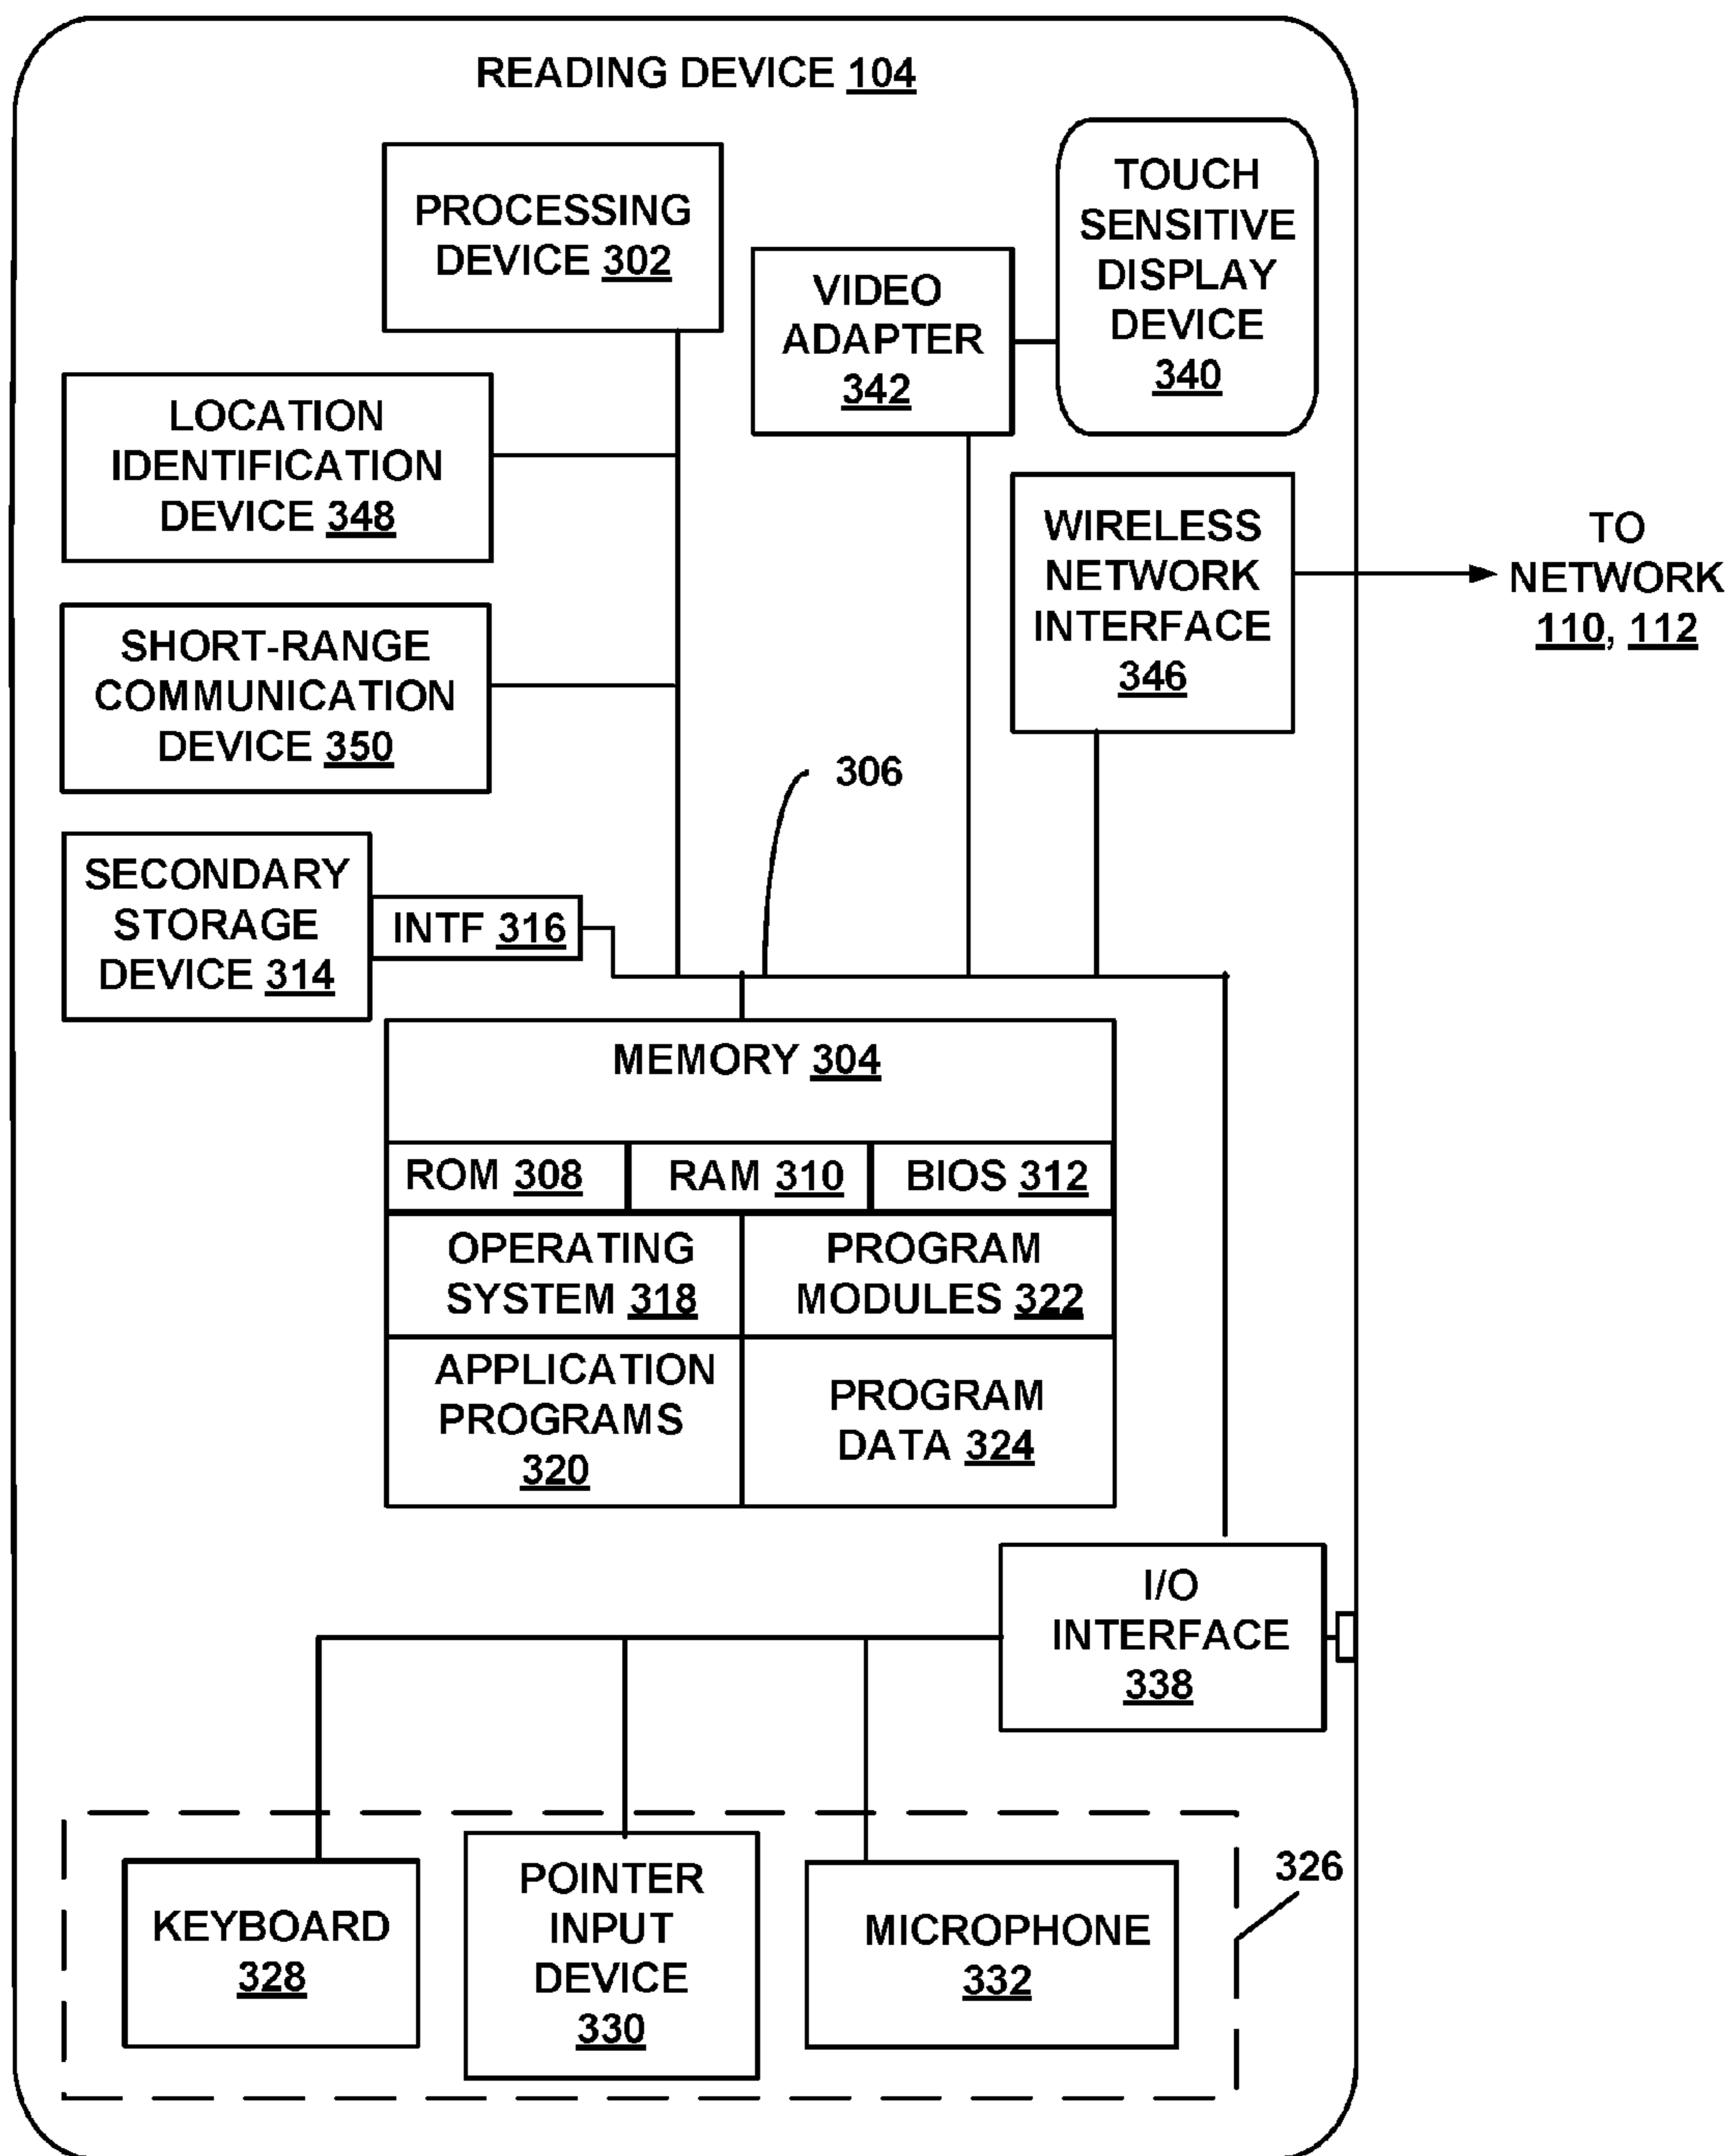 READING DEVICE 104
PROCESSING
DEVICE 302
TOUCH
SENSITIVE
DISPLAY
DEVICE
340
VIDEO
ADAPTER
342
LOCATION
IDENTIFICATION
DEVICE 348
WIRELESS
NETWORK
INTERFACE
346
TO
NETWORK
110, 112
SHORT-RANGE
COMMUNICATION
DEVICE 350
306
SECONDARY
STORAGE
DEVICE 314
INTF 316
MEMORY 304
ROM 308
RAM 310
BIOS 312
OPERATING
SYSTEM 318
PROGRAM
MODULES 322
APPLICATION
PROGRAMS
320
PROGRAM
DATA 324
I/O
INTERFACE
338
326
KEYBOARD
328
POINTER
INPUT
DEVICE
330
MICROPHONE
332